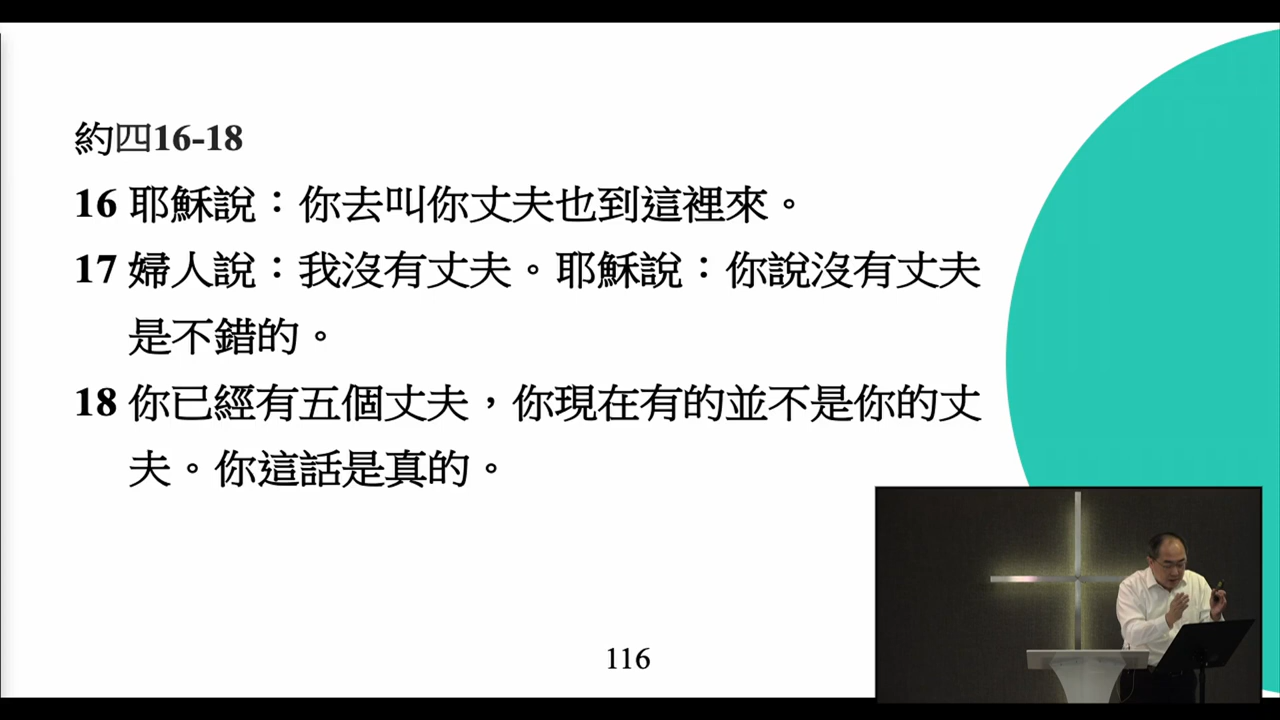 約四16-18
16 耶穌說：你去叫你丈夫也到這裡來。
17 婦人說：我沒有丈夫。耶穌說：你說沒有丈夫
是不錯的。
18 你已經有五個丈夫，你現在有的並不是你的丈
夫。你這話是真的。
116